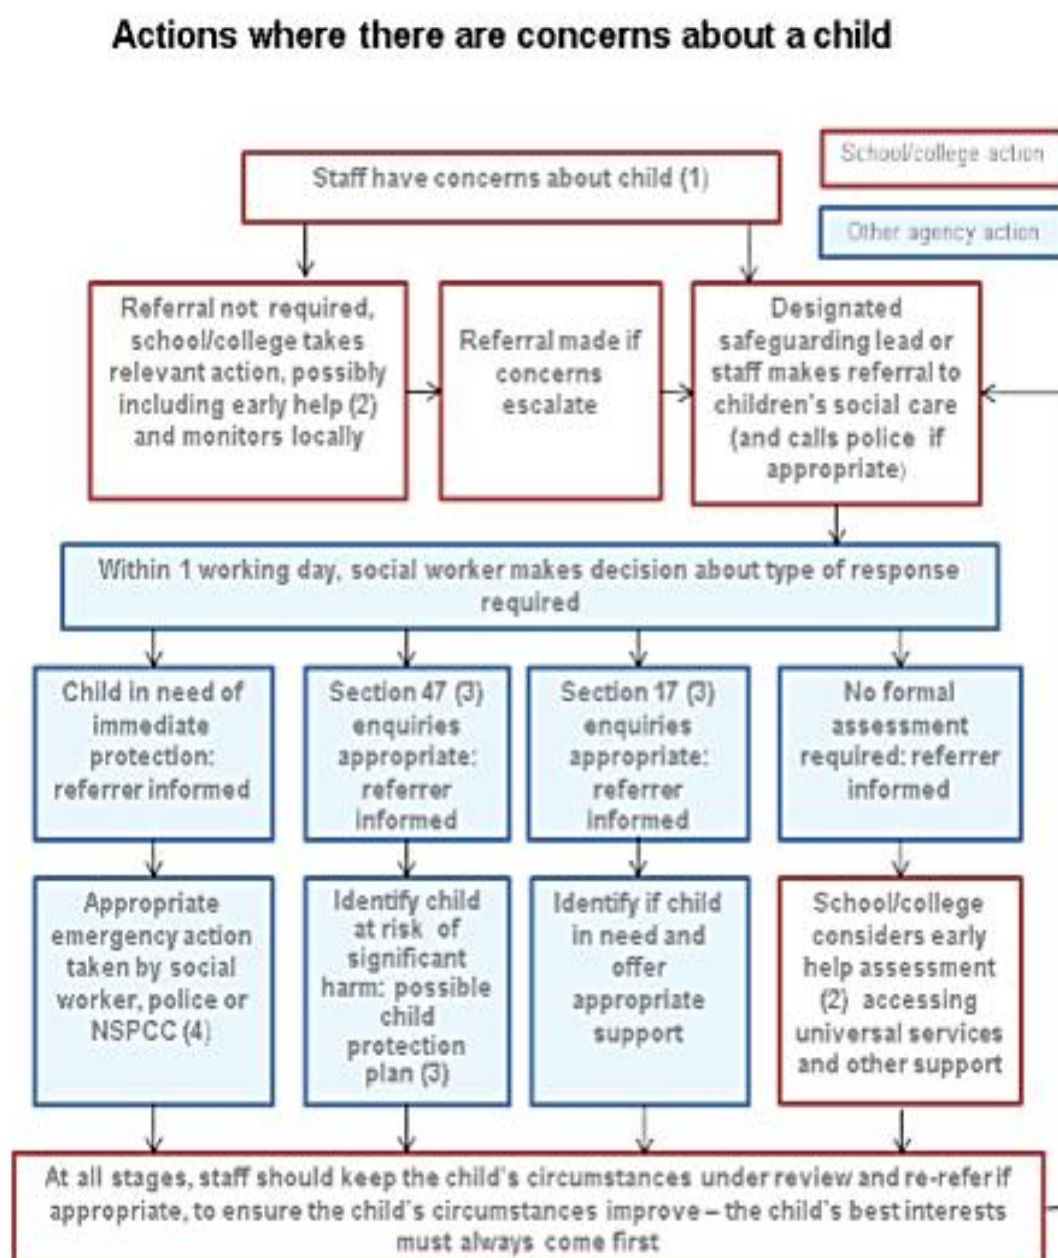 Actions where there are concerns about a child
School/college action
Staff have concerns about child (1)
Other agency action
Referral not required,
school/college takes
relevant action, possibly
including early help (2)
and monitors locally
Referral made if
concerns
escalate
Designated
safeguarding lead or
staff makes referral to
children's social care
(and calls police if
appropriate)
Within 1 working day, social worker makes decision about type of response
required
Child in need of
immediate
protection:
referrer informed
Section 47 (3)
enquiries
appropriate:
referrer
informed
Section 17 (3)
enquiries
appropriate:
referrer
informed
No formal
assessment
required: referrer
informed
Appropriate
emergency action
taken by social
worker, police or
NSPCC (4)
Identify child
at risk of
significant
harm: possible
child
protection
plan (3)
Identify if child
in need and
offer
appropriate
support
School/college
considers early
help assessment
(2) accessing
universal services
and other support
At all stages, staff should keep the child's circumstances under review and re-refer if
appropriate, to ensure the child's circumstances improve – the child's best interests
must always come first